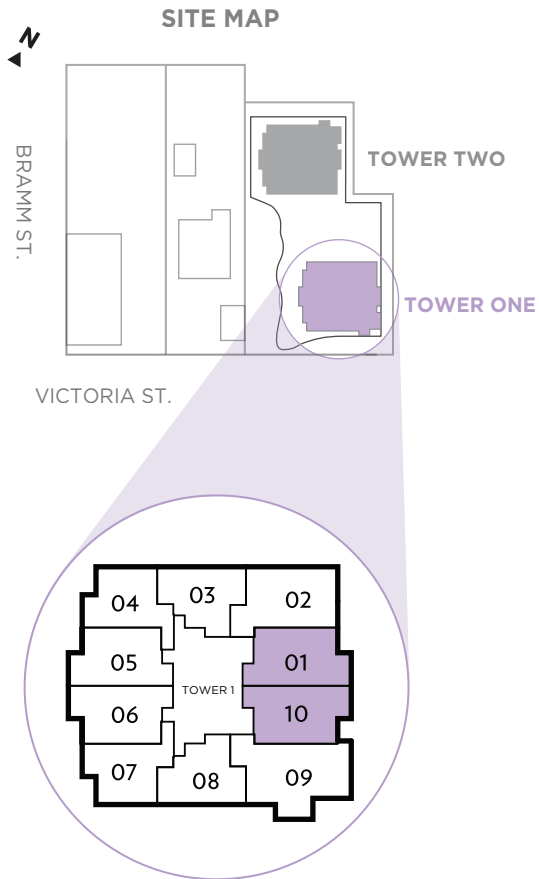 SITE MAP
N
BRAMM ST.
TOWER TWO
TOWER ONE
VICTORIA ST.
04
03
02
05
01
TOWER 1
06
10
07
08
09